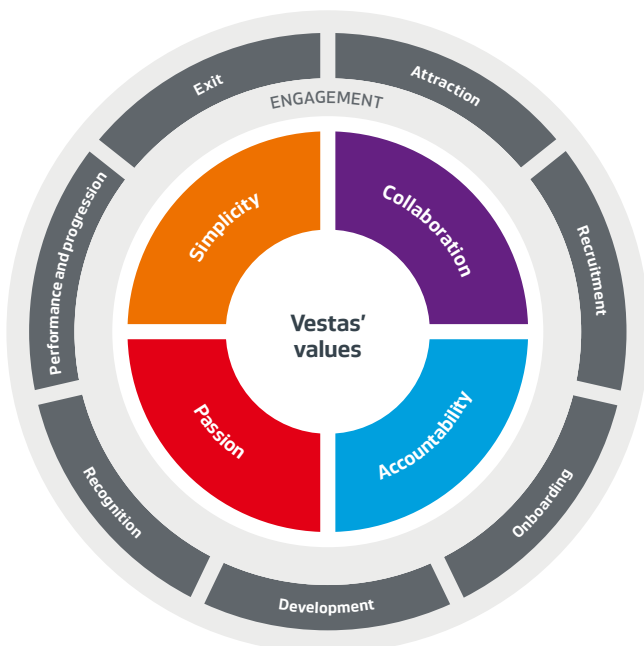 Exit
Attraction
ENGAGEMENT
Performance and progression
Simplicity
Collaboration
Recruitment
Vestas'
values
Passion
Accountability
Recognition
Onboarding
Development